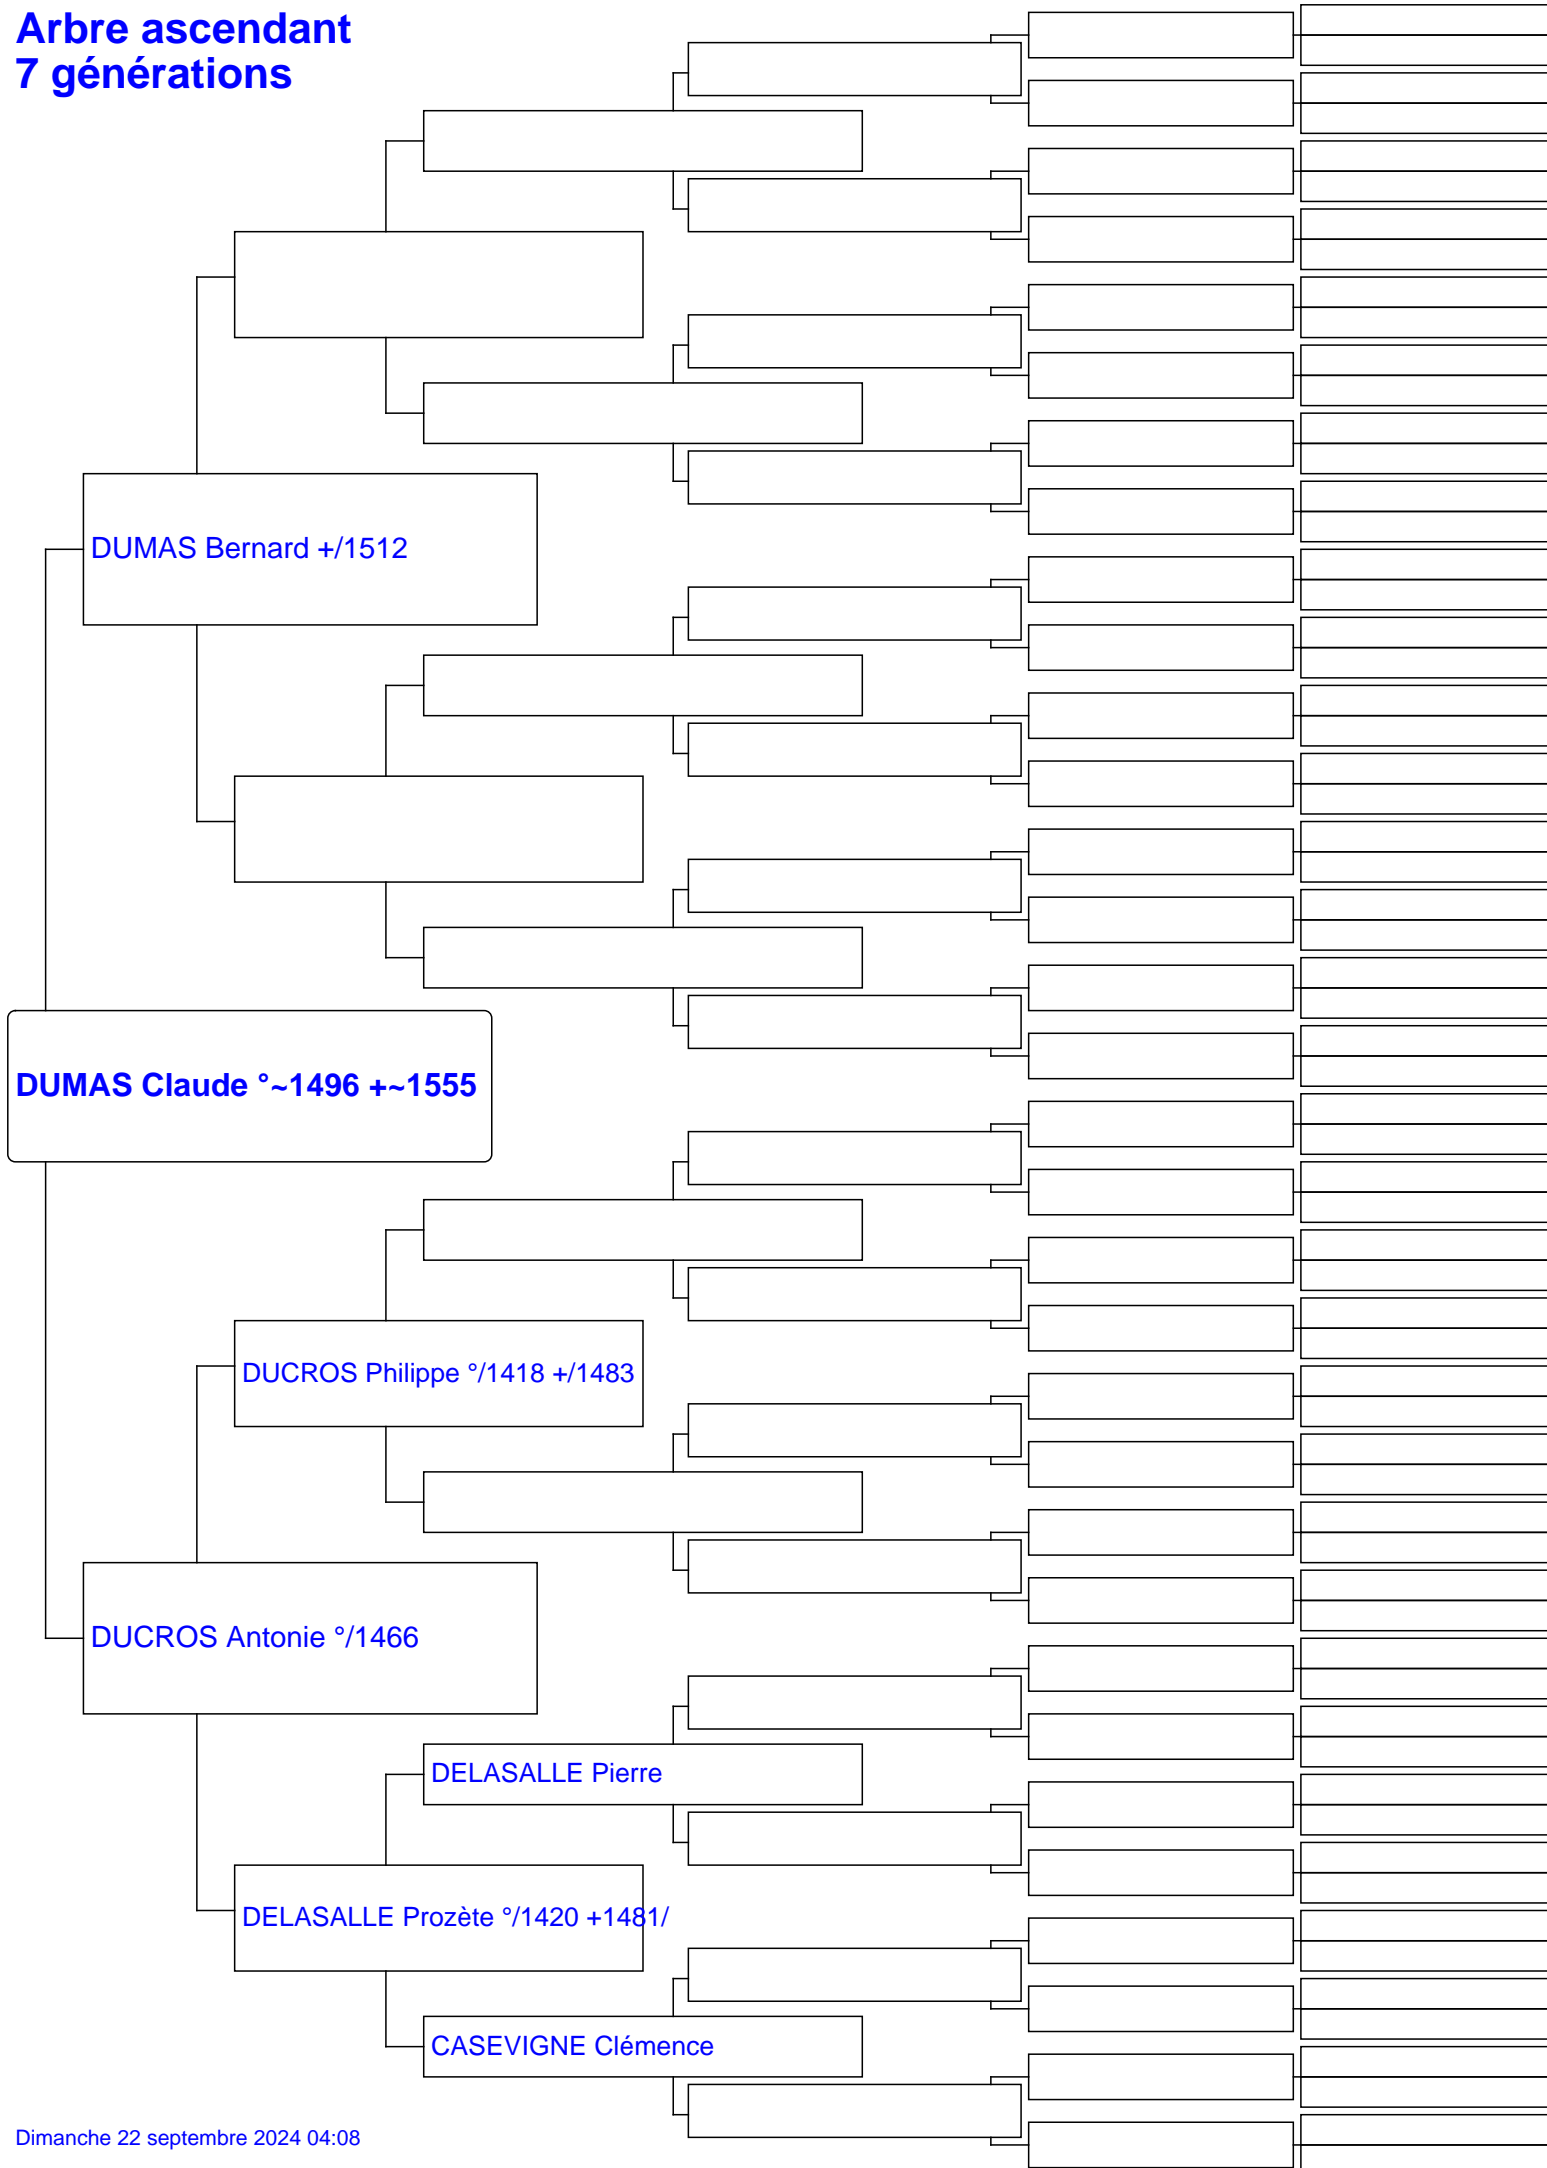 Arbre ascendant
7 générations
DUMAS Bernard +/1512
DUMAS Claude °~1496 +~1555
DUCROS Philippe °/1418 +/1483
DUCROS Antonie °/1466
DELASALLE Pierre
DELASALLE Prozète °/1420 +1481/
CASEVIGNE Clémence
Dimanche 22 septembre 2024 04:08